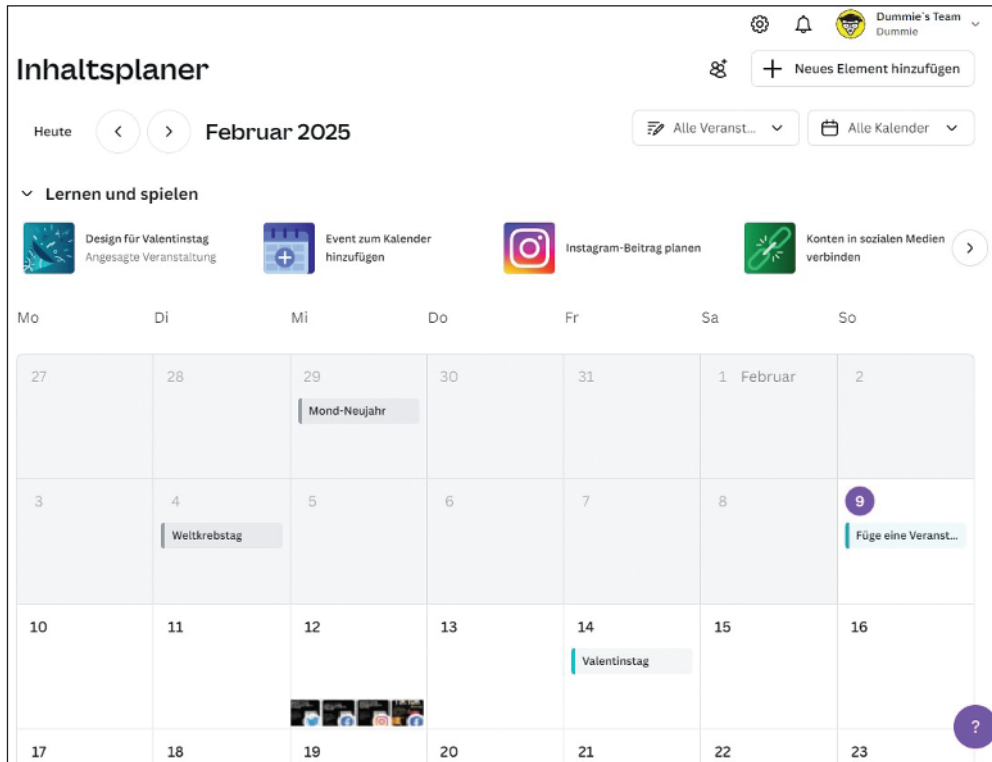 Dummie's Team
Dummie
Inhaltsplaner
Neues Element hinzufügen
Heute
Februar 2025
Alle Veranst...
Alle Kalender
Lernen und spielen
Design für Valentinstag
Angesagte Veranstaltung
Event zum Kalender
hinzufügen
Instagram-Beitrag planen
Konten in sozialen Medien
verbinden
Mo Di Mi Do Fr Sa So
27 28 29 30 31 1 Februar 2
Mond-Neujahr
3 4 5 6 7 8 9
Weltkrebstag
Füge eine Veranst...
10 11 12 13 14 15 16
Valentinstag
?
17 18 19 20 21 22 23